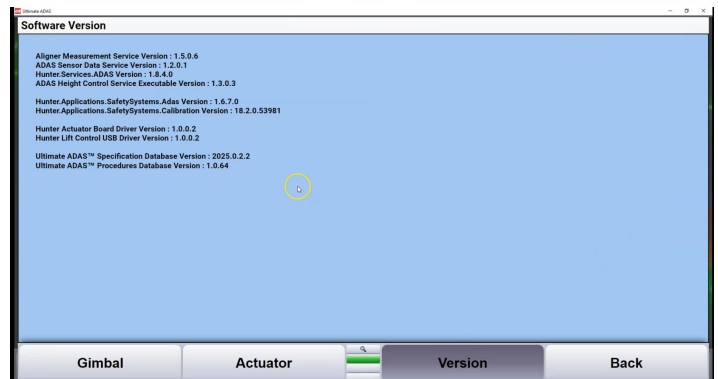 Ultimate ADAS
Software Version
Aligner Measurement Service Version : 1.5.0.6
ADAS Sensor Data Service Version : 1.2.0.1
Hunter.Services.ADAS Version : 1.8.4.0
ADAS Height Control Service Executable Version : 1.3.0.3
Hunter.Applications.SafetySystems.Adas Version : 1.6.7.0
Hunter.Applications.SafetySystems.Calibration Version : 18.2.0.53981
Hunter Actuator Board Driver Version : 1.0.0.2
Hunter Lift Control USB Driver Version : 1.0.0.2
Ultimate ADAS™ Specification Database Version : 2025.0.2.2
Ultimate ADAS™ Procedures Database Version : 1.0.64
Gimbal
Actuator
Version
Back